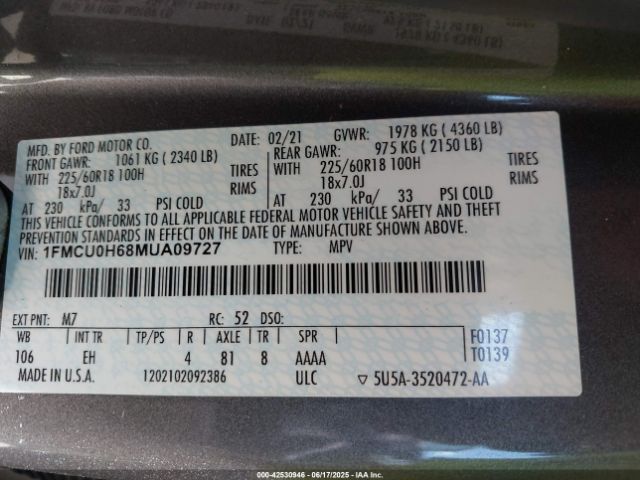 MFD. BY FORD MOTOR CO. DATE: 02/21 GVWR: 1978 KG ( 4360 LB)
FRONT GAWR: 1061 KG ( 2340 LB) REAR GAWR: 975 KG ( 2150 LB)
WITH 225/60R18 100H TIRES WITH 225/60R18 100H TIRES
18x7.0J RIMS 18x7.0J RIMS
AT 230 kPa/ 33 PSI COLD AT 230 kPa/ 33 PSI COLD
THIS VEHICLE CONFORMS TO ALL APPLICABLE FEDERAL MOTOR VEHICLE SAFETY AND THEFT
PREVENTION STANDARDS IN EFFECT ON THE DATE OF MANUFACTURE SHOWN ABOVE.
VIN: 1FMCU0H68MUA09727 TYPE: MPV
EXT PNT: M7 RC: 52 DSO:
WB INT TR TP/PS R AXLE TR SPR F0137
106 EH 4 81 8 AAAA T0139
MADE IN U.S.A. 1202102092386 ULC ▽ 5U5A-3520472-AA
000-42530946 - 06/17/2025 - IAA Inc.